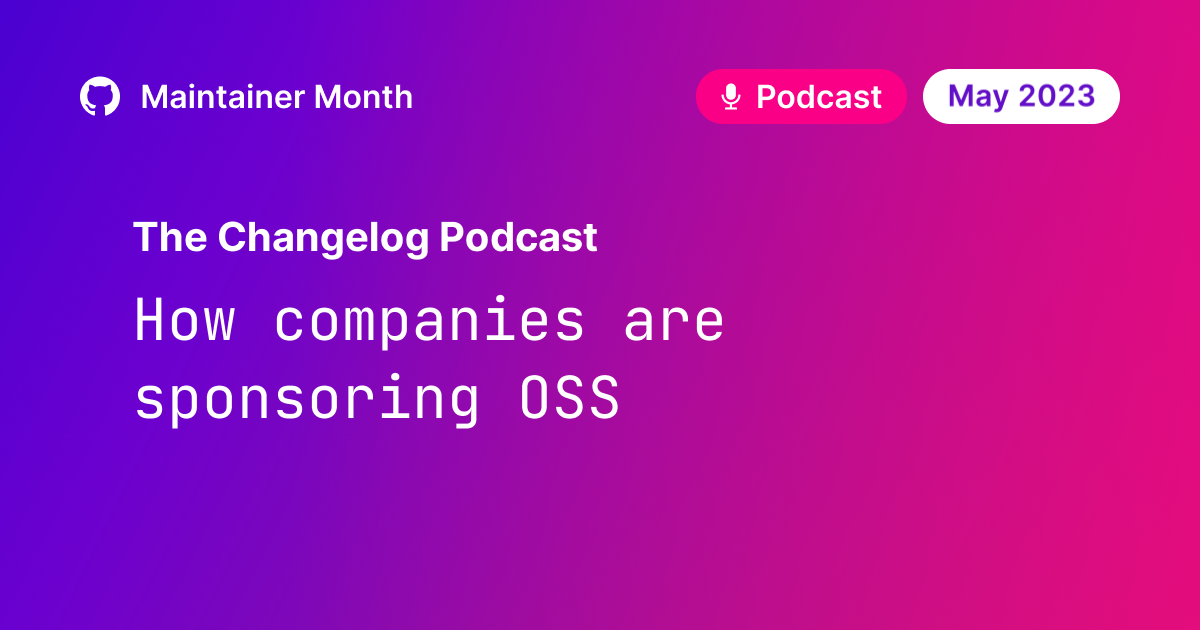 Maintainer Month
Podcast
May 2023
The Changelog Podcast
How companies are
sponsoring OSS